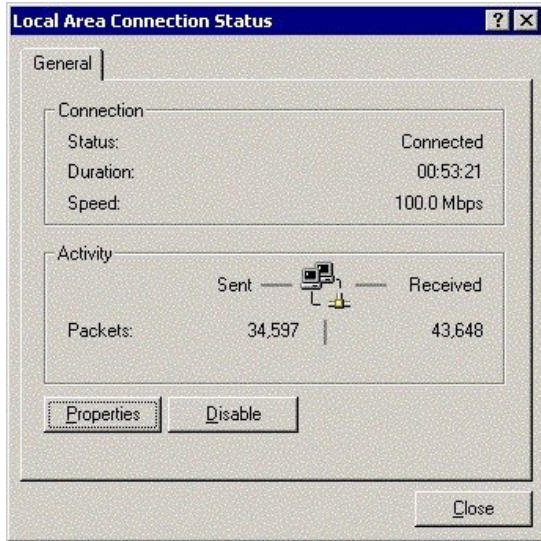 Local Area Connection Status
General
Connection
Status: Connected
Duration: 00:53:21
Speed: 100.0 Mbps
Activity
Sent Received
Packets: 34,597 43,648
Properties Disable
Close